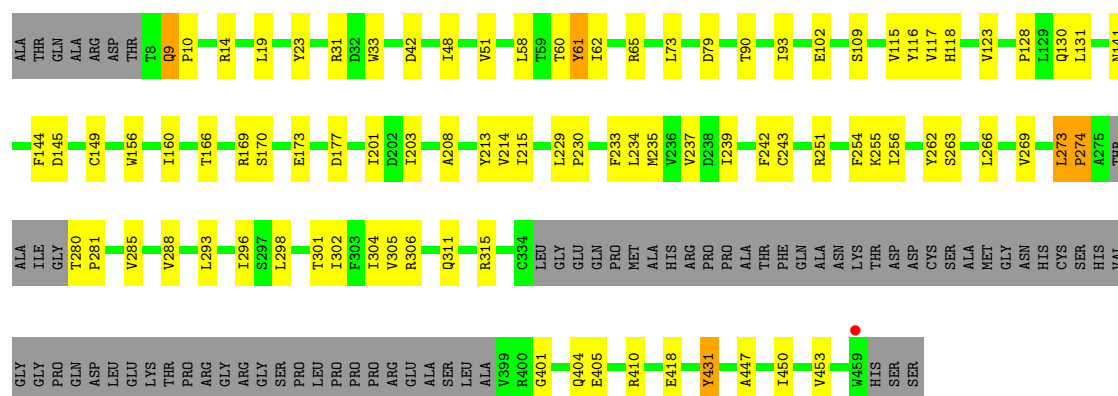 ALA THR GLN ALA ARG ASP THR T8 Q9 P10 R14 L19 Y23 R31 D32 W33 D42 I48 V51 L58 T59 T60 Y61 I62 R65 L73 D79 T90 I93 E102 S109 V115 Y116 V117 H118 V123 P128 L129 Q130 L131 N141
F144 D145 C149 W156 I160 T166 R169 S170 E173 D177 I201 D202 I203 A208 Y213 V214 I215 L229 P230 F233 L234 M235 V236 V237 D238 I239 F242 C243 R251 F254 K255 I256 Y262 S263 L266 V269 L273 P274 A275 THR
ALA ILE GLY T280 P281 V285 V288 L293 I296 S297 L298 T301 I302 F303 I304 V305 R306 Q311 R315 C334 LEU GLY GLU GLN PRO MET ALA HIS ARG PRO PRO ALA THR PHE GLN ALA ASN LYS THR ASP ASP CYS SER ALA MET GLY ASN HIS CYS SER HIS VAL
GLY GLY PRO GLN ASP LEU GLU LYS THR PRO ARG GLY ARG GLY SER PRO LEU PRO PRO PRO ARG GLU ALA SER LEU ALA V399 R400 G401 Q404 E405 R410 E418 Y431 A447 I450 V453 W459 HIS SER SER